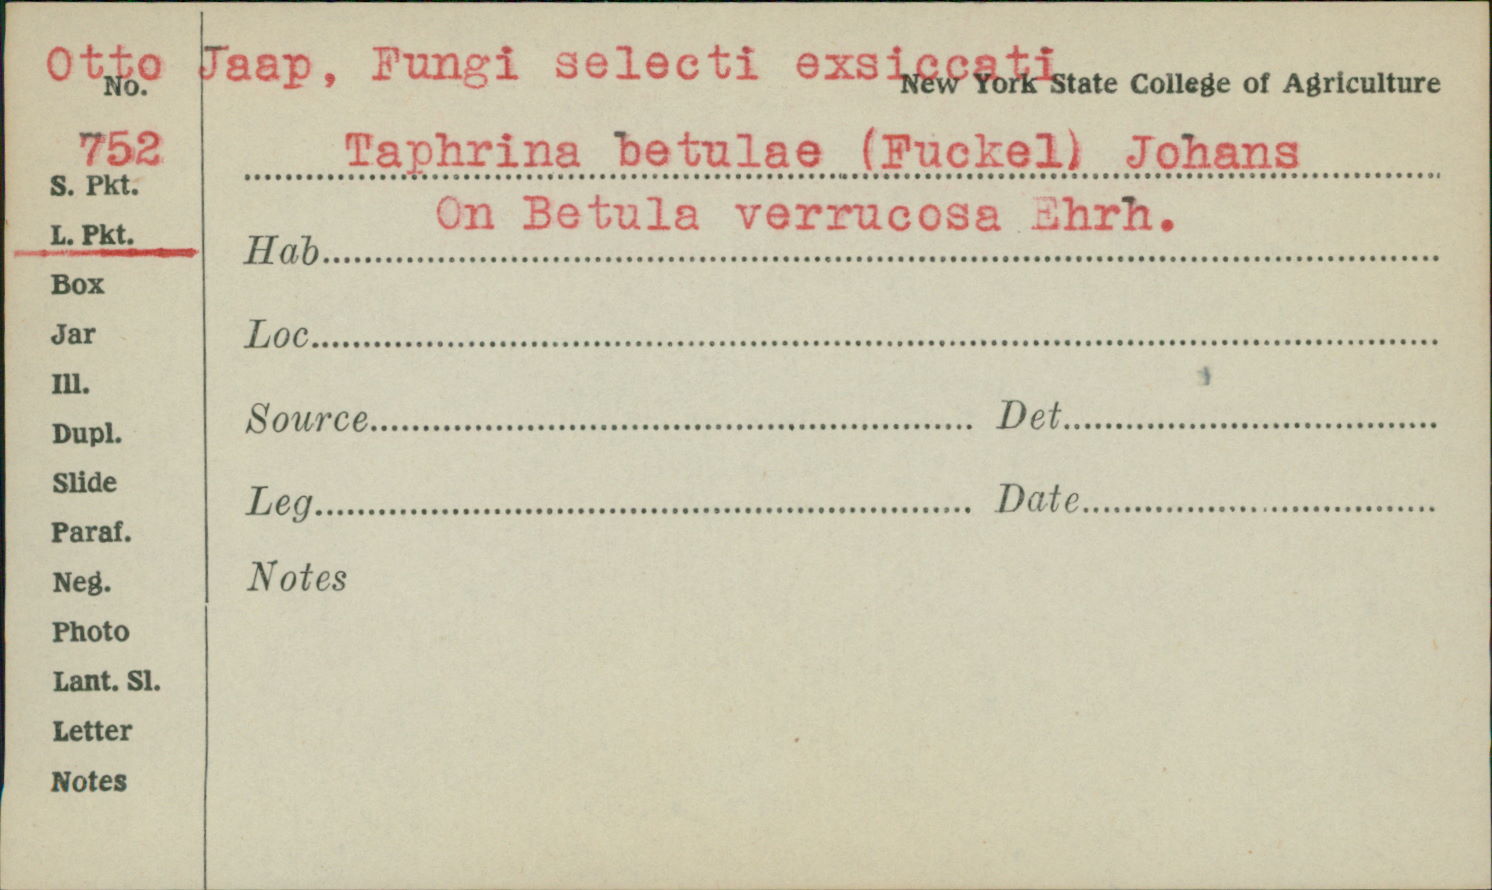 Otto Jaap, Fungi selecti exsiccati
No.
New York State College of Agriculture
752
Taphrina betulae (Fuckel) Johans
S. Pkt.
On Betula verrucosa Ehrh.
L. Pkt.
Hab
Box
Jar
Loc
Ill.
Dupl.
Source Det
Slide
Leg Date
Paraf.
Neg.
Notes
Photo
Lant. Sl.
Letter
Notes